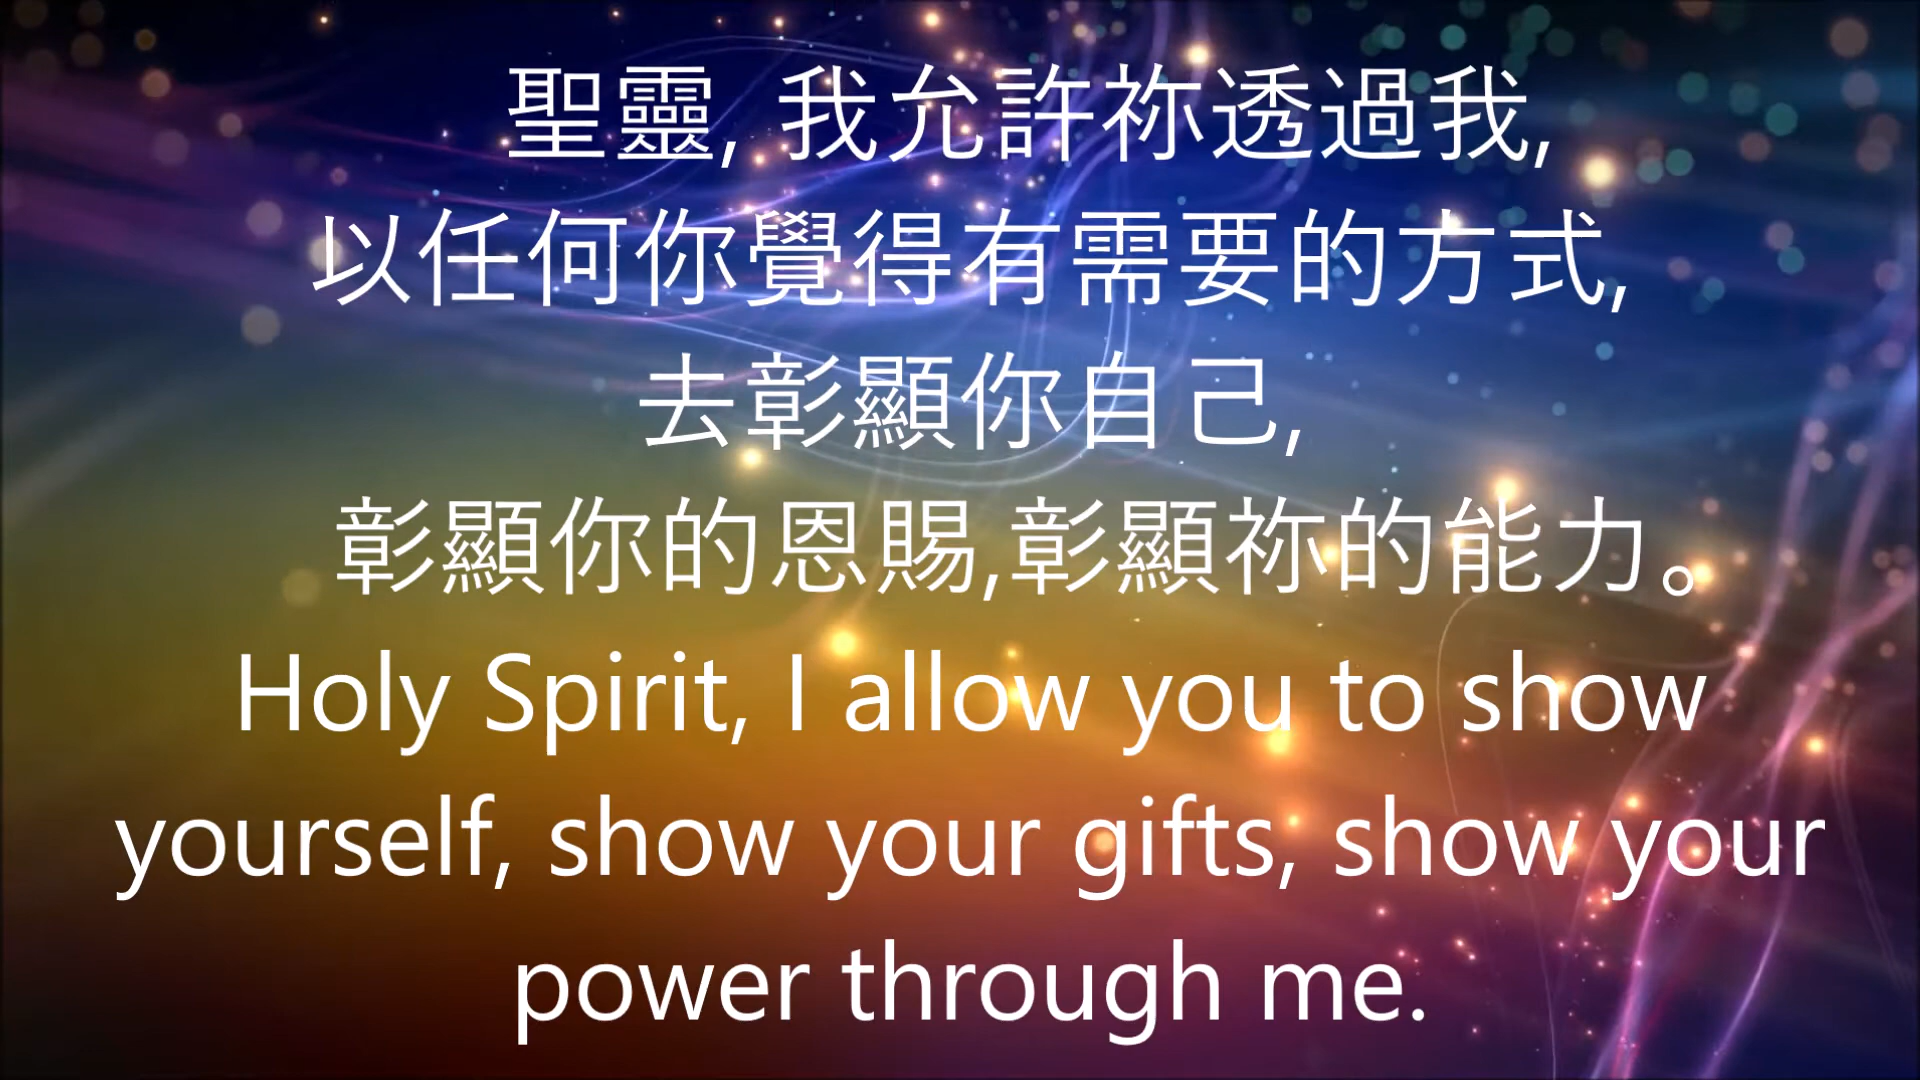 聖靈, 我允許祢透過我,
以任何你覺得有需要的方式,
去彰顯你自己,
彰顯你的恩賜,彰顯祢的能力。
Holy Spirit, I allow you to show
yourself, show your gifts, show your
power through me.